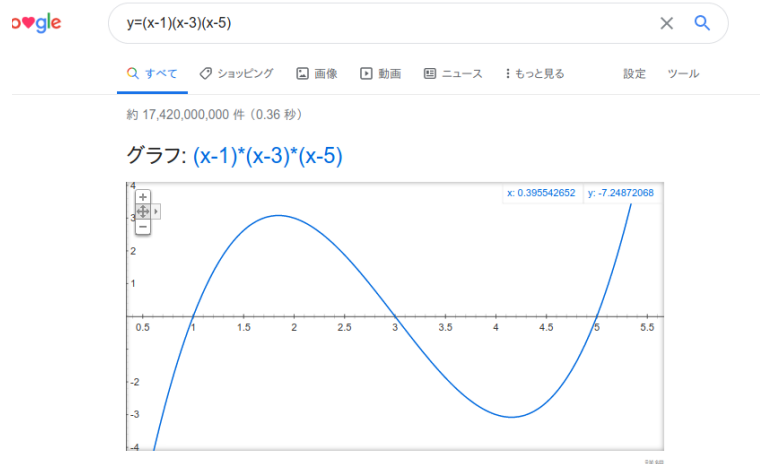 o♥gle
y=(x-1)(x-3)(x-5)
すべて ショッピング 画像 動画 ニュース もっと見る 設定 ツール
約 17,420,000,000 件 （0.36 秒）
グラフ: (x-1)*(x-3)*(x-5)
x: 0.395542652 y: -7.24872068
4
3
2
1
0.5 1 1.5 2 2.5 3 3.5 4 4.5 5 5.5
-2
-3
-4